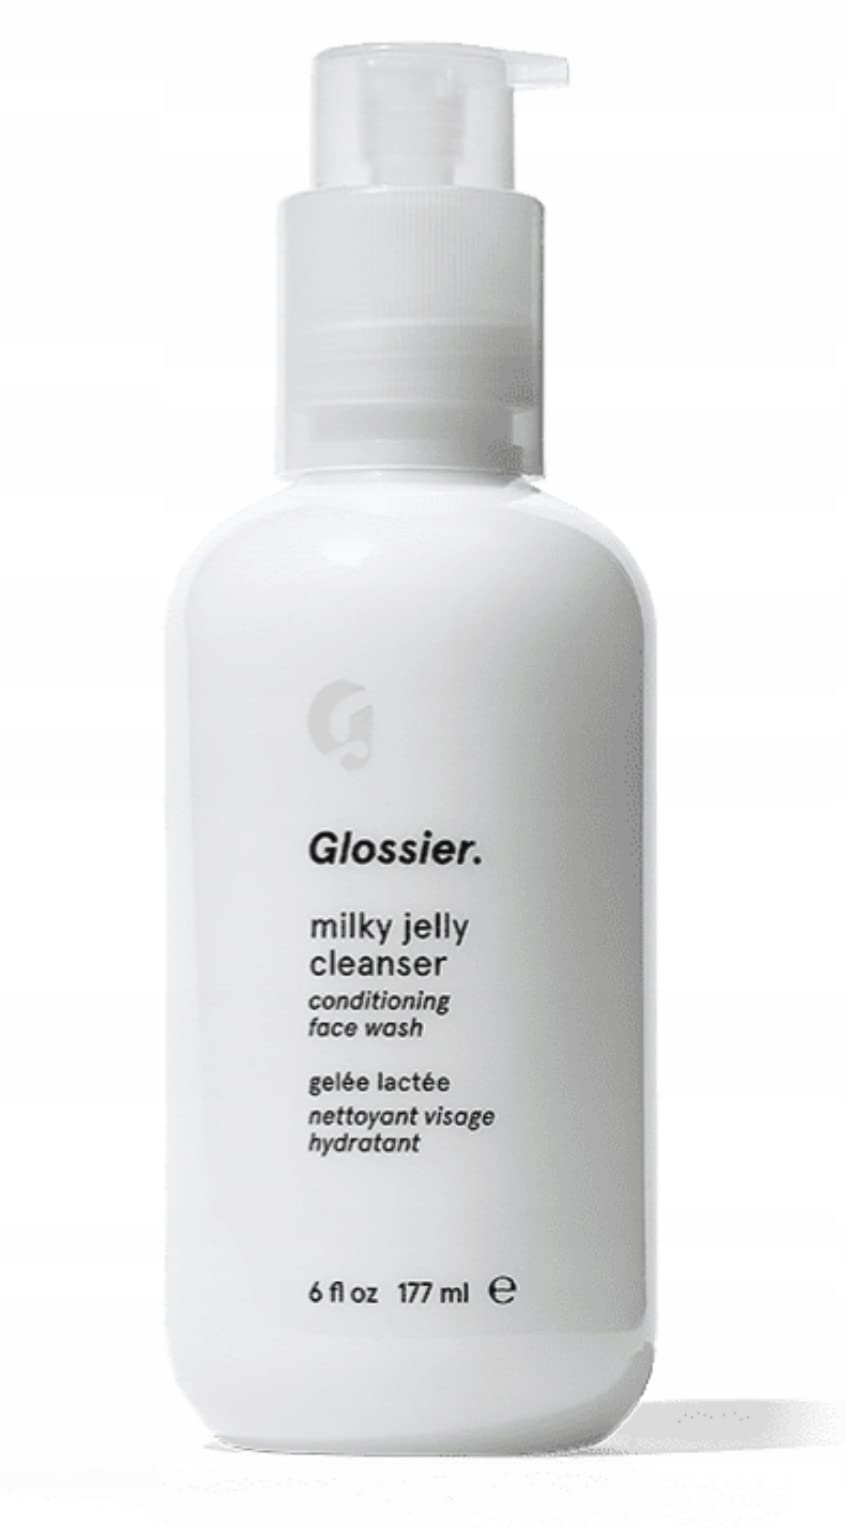 G
Glossier.
milky jelly
cleanser
conditioning
face wash
gelée lactée
nettoyant visage
hydratant
6 fl oz 177 ml ℮